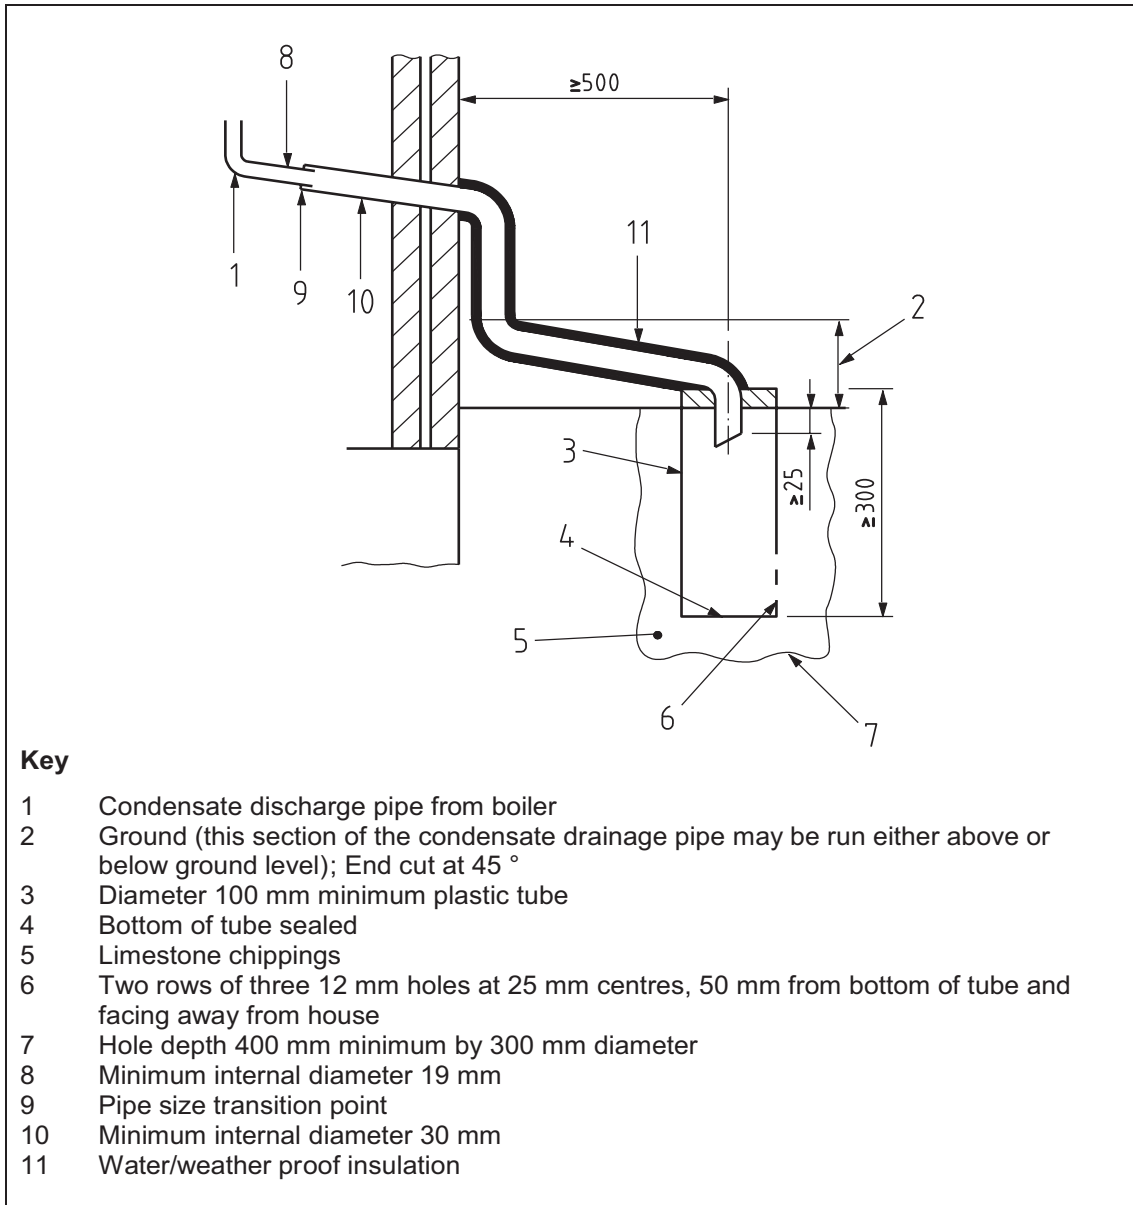 8
≥500
11
1
9
10
2
3
≥25
≥300
4
5
6
7
Key
1 Condensate discharge pipe from boiler
2 Ground (this section of the condensate drainage pipe may be run either above or
below ground level); End cut at 45 °
3 Diameter 100 mm minimum plastic tube
4 Bottom of tube sealed
5 Limestone chippings
6 Two rows of three 12 mm holes at 25 mm centres, 50 mm from bottom of tube and
facing away from house
7 Hole depth 400 mm minimum by 300 mm diameter
8 Minimum internal diameter 19 mm
9 Pipe size transition point
10 Minimum internal diameter 30 mm
11 Water/weather proof insulation